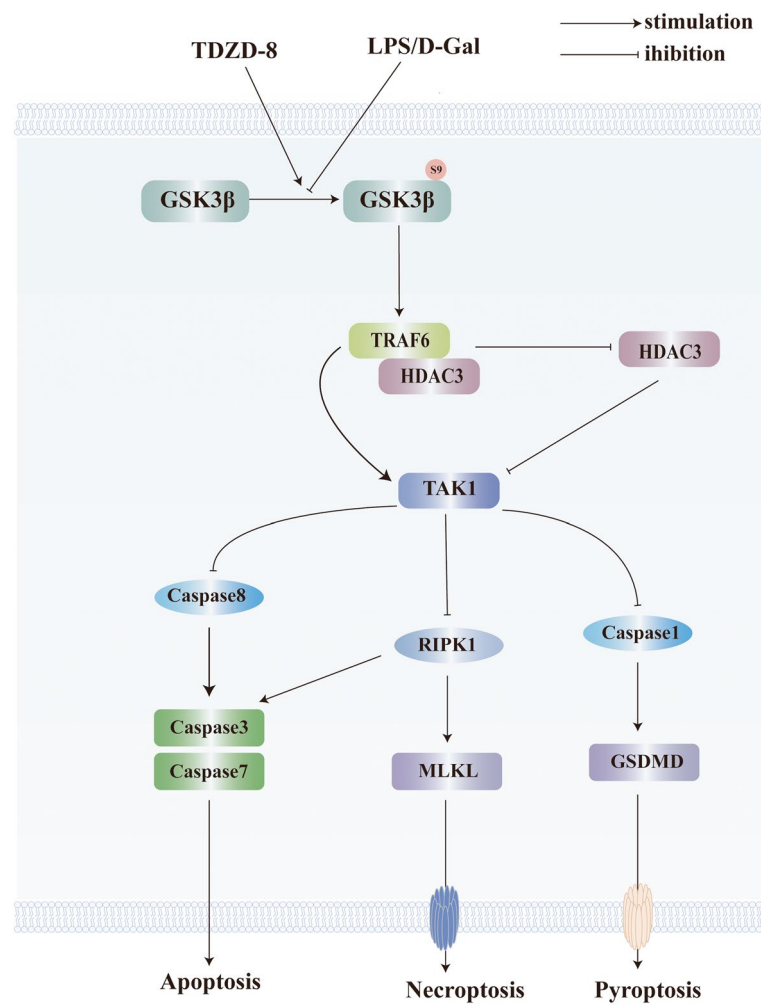 stimulation
ihibition
TDZD-8
LPS/D-Gal
S9
GSK3β
GSK3β
TRAF6
HDAC3
HDAC3
TAK1
Caspase8
RIPK1
Caspase1
Caspase3
Caspase7
MLKL
GSDMD
Apoptosis
Necroptosis
Pyroptosis